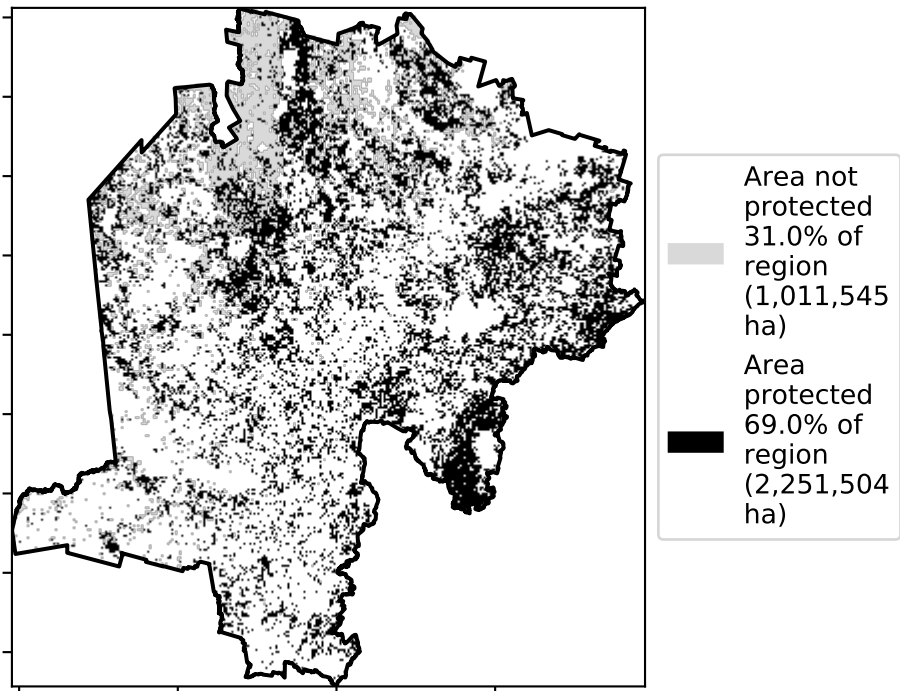 Area not
protected
31.0% of
region
(1,011,545
ha)
Area
protected
69.0% of
region
(2,251,504
ha)